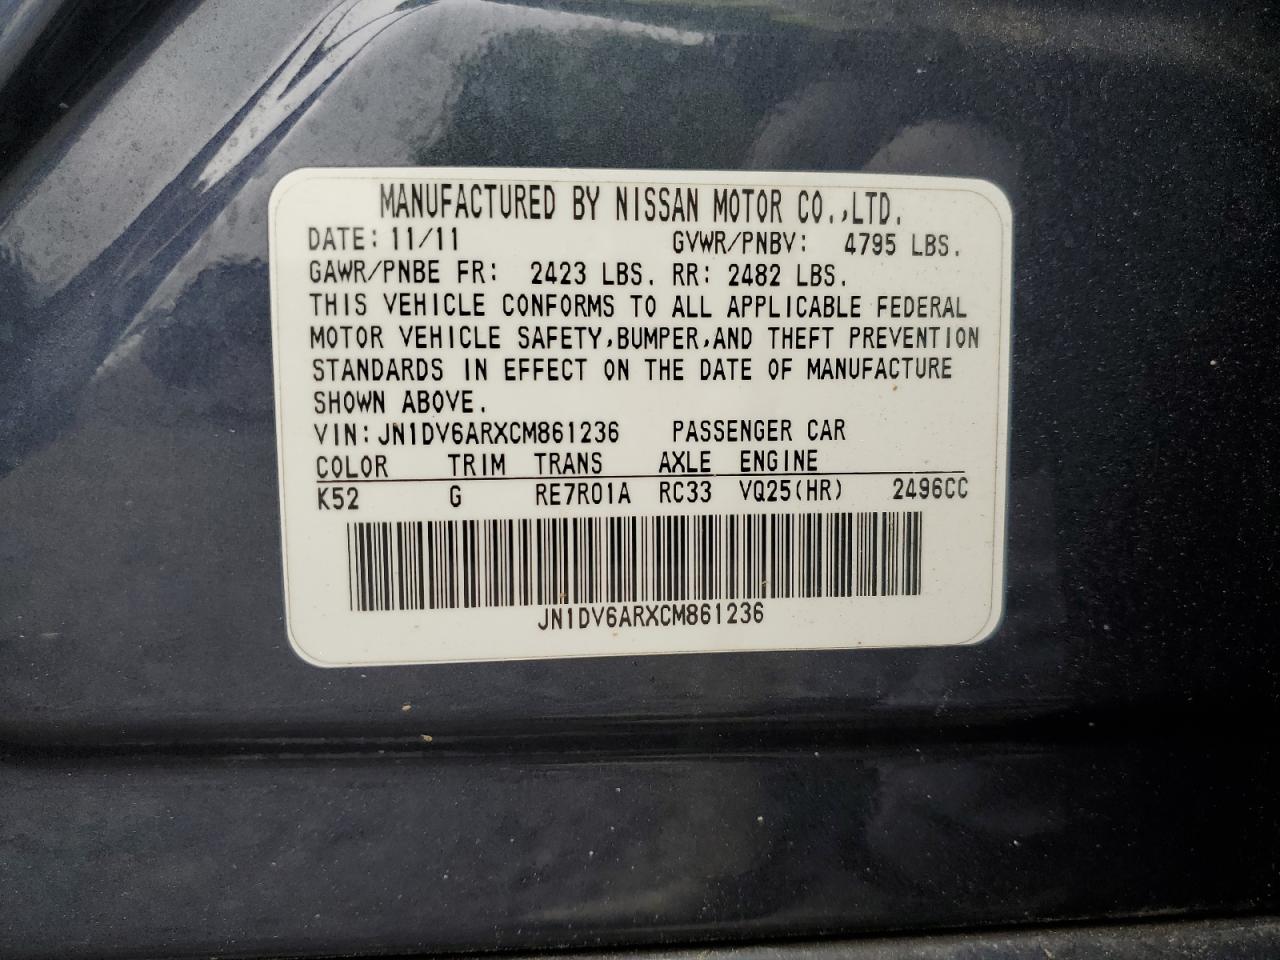 MANUFACTURED BY NISSAN MOTOR CO.,LTD.
DATE: 11/11 GVWR/PNBV: 4795 LBS.
GAWR/PNBE FR: 2423 LBS. RR: 2482 LBS.
THIS VEHICLE CONFORMS TO ALL APPLICABLE FEDERAL
MOTOR VEHICLE SAFETY,BUMPER,AND THEFT PREVENTION
STANDARDS IN EFFECT ON THE DATE OF MANUFACTURE
SHOWN ABOVE.
VIN: JN1DV6ARXCM861236 PASSENGER CAR
COLOR TRIM TRANS AXLE ENGINE
K52 G RE7R01A RC33 VQ25(HR) 2496CC
JN1DV6ARXCM861236